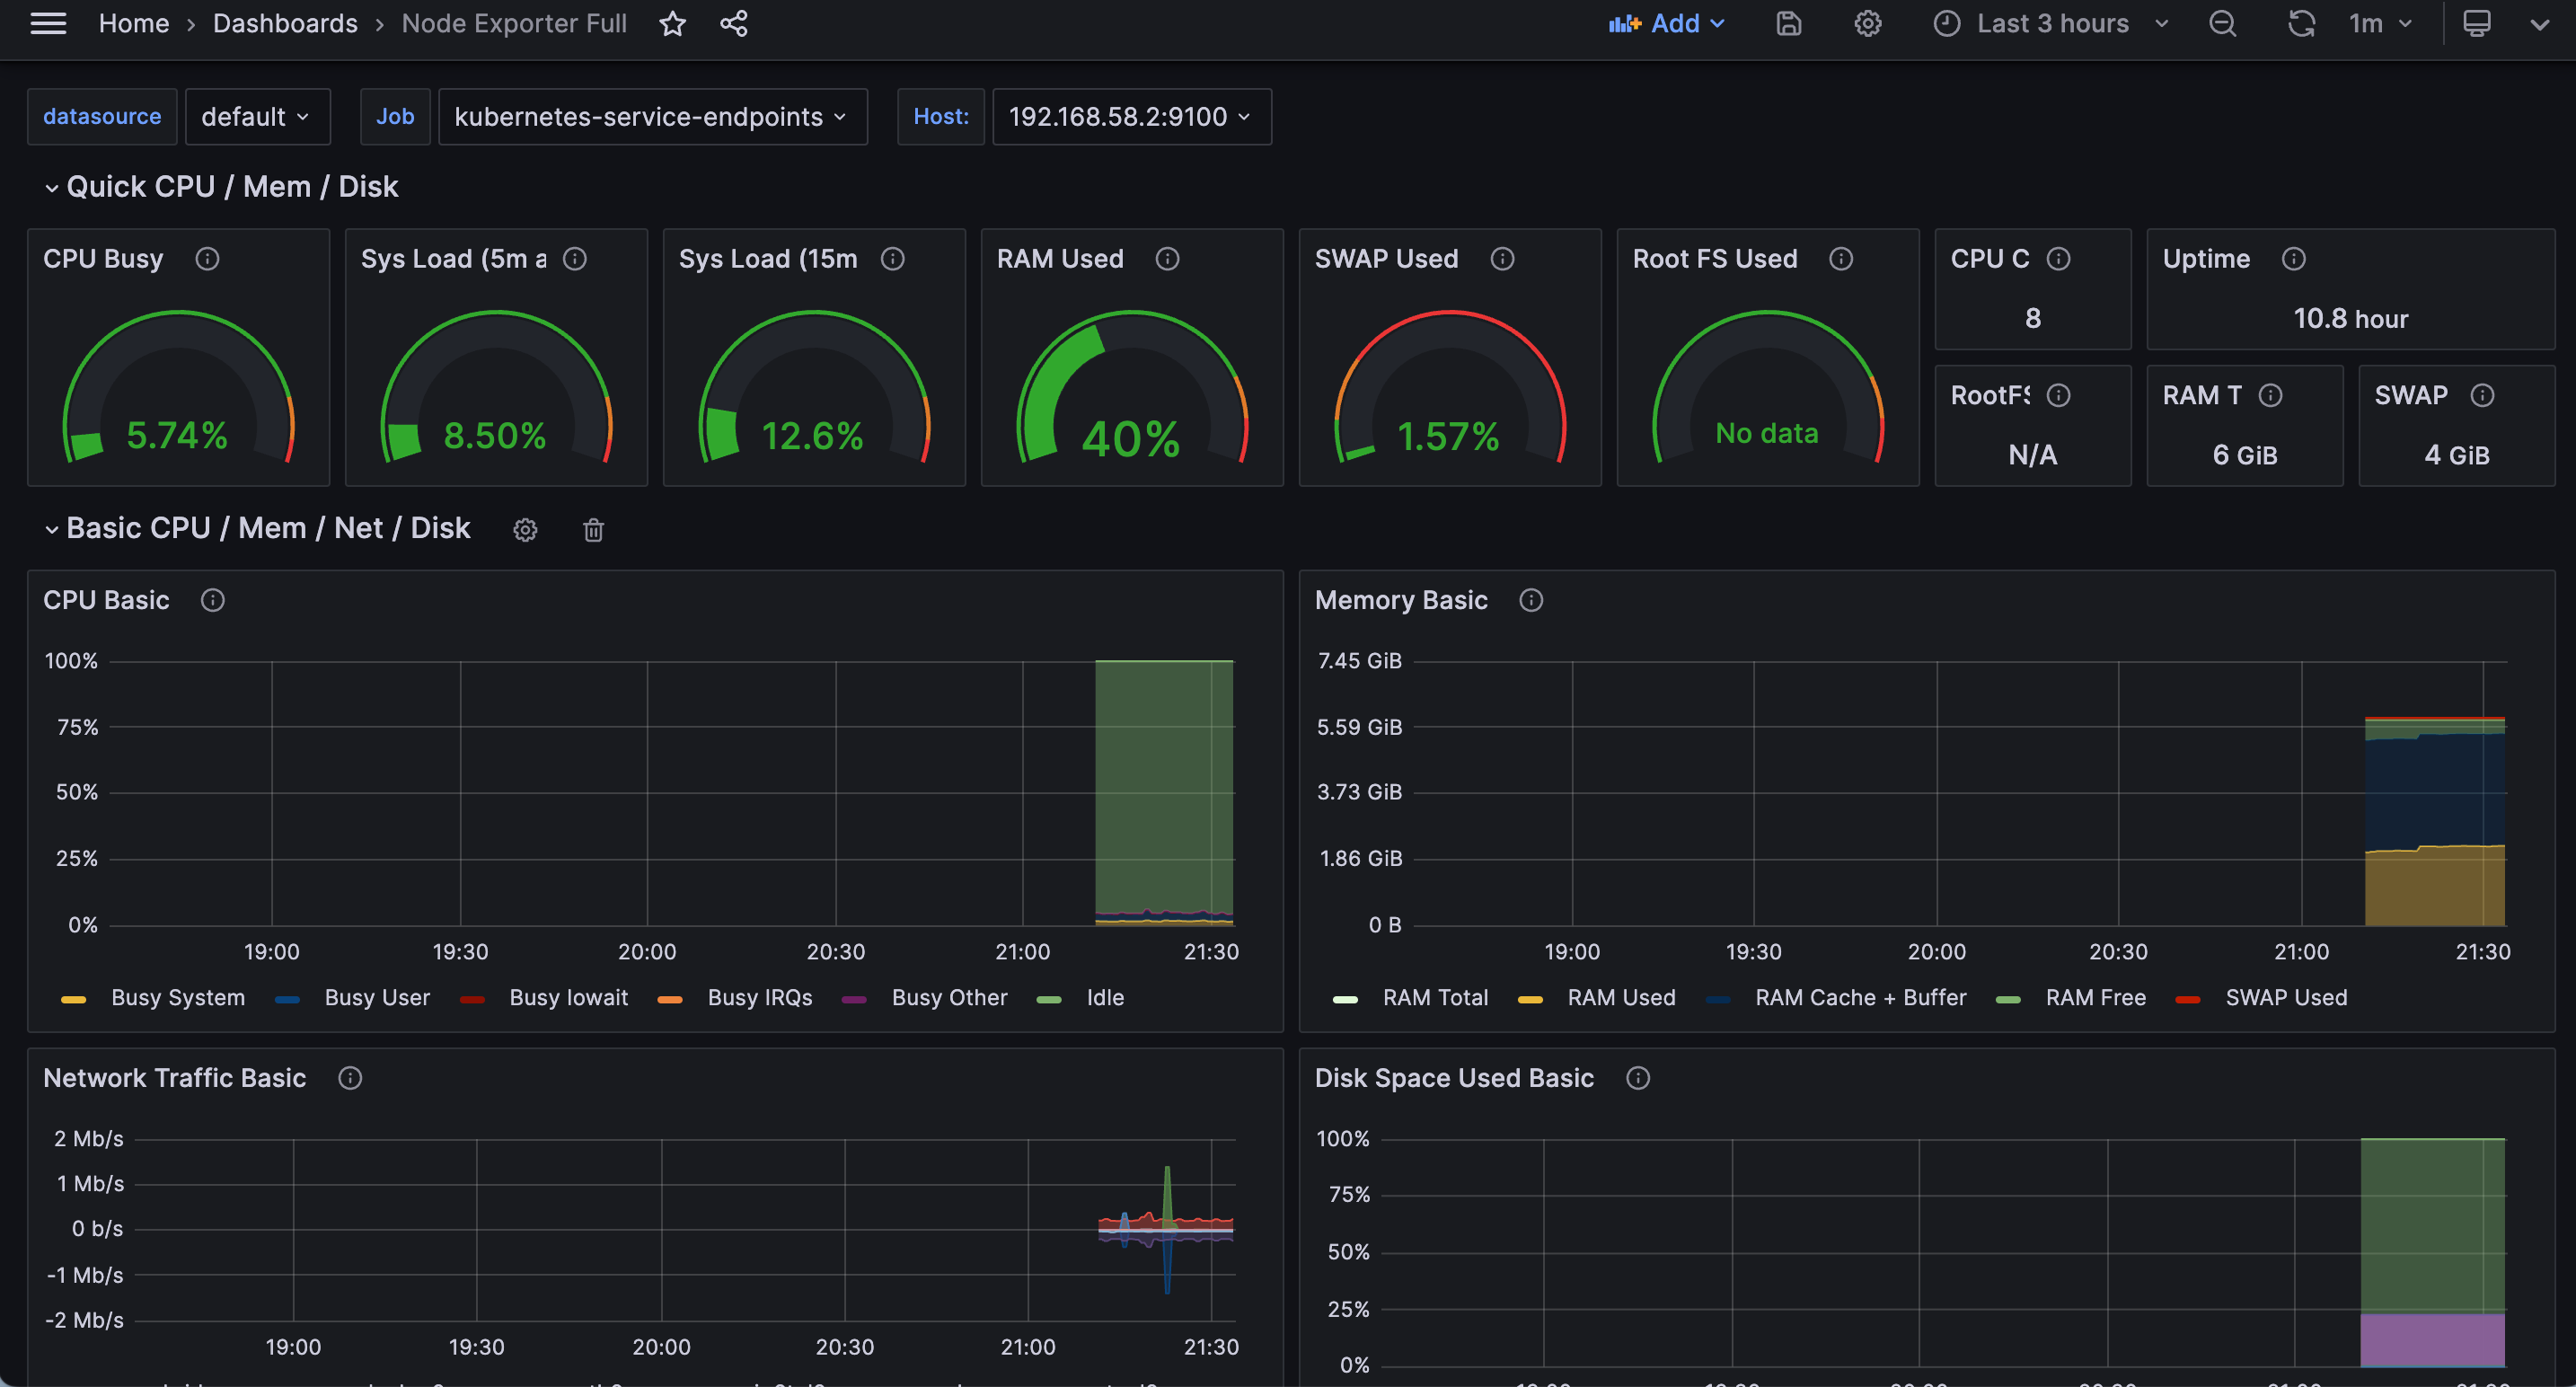 Home › Dashboards › Node Exporter Full Add Last 3 hours 1m
datasource default Job kubernetes-service-endpoints Host: 192.168.58.2:9100
Quick CPU / Mem / Disk
CPU Busy
5.74%
Sys Load (5m a
8.50%
Sys Load (15m
12.6%
RAM Used
40%
SWAP Used
1.57%
Root FS Used
No data
CPU C
8
Uptime
10.8 hour
RootFS
N/A
RAM T
6 GiB
SWAP
4 GiB
Basic CPU / Mem / Net / Disk
CPU Basic
100%
75%
50%
25%
0%
19:00 19:30 20:00 20:30 21:00 21:30
Busy System Busy User Busy Iowait Busy IRQs Busy Other Idle
Memory Basic
7.45 GiB
5.59 GiB
3.73 GiB
1.86 GiB
0 B
19:00 19:30 20:00 20:30 21:00 21:30
RAM Total RAM Used RAM Cache + Buffer RAM Free SWAP Used
Network Traffic Basic
2 Mb/s
1 Mb/s
0 b/s
-1 Mb/s
-2 Mb/s
19:00 19:30 20:00 20:30 21:00 21:30
Disk Space Used Basic
100%
75%
50%
25%
0%